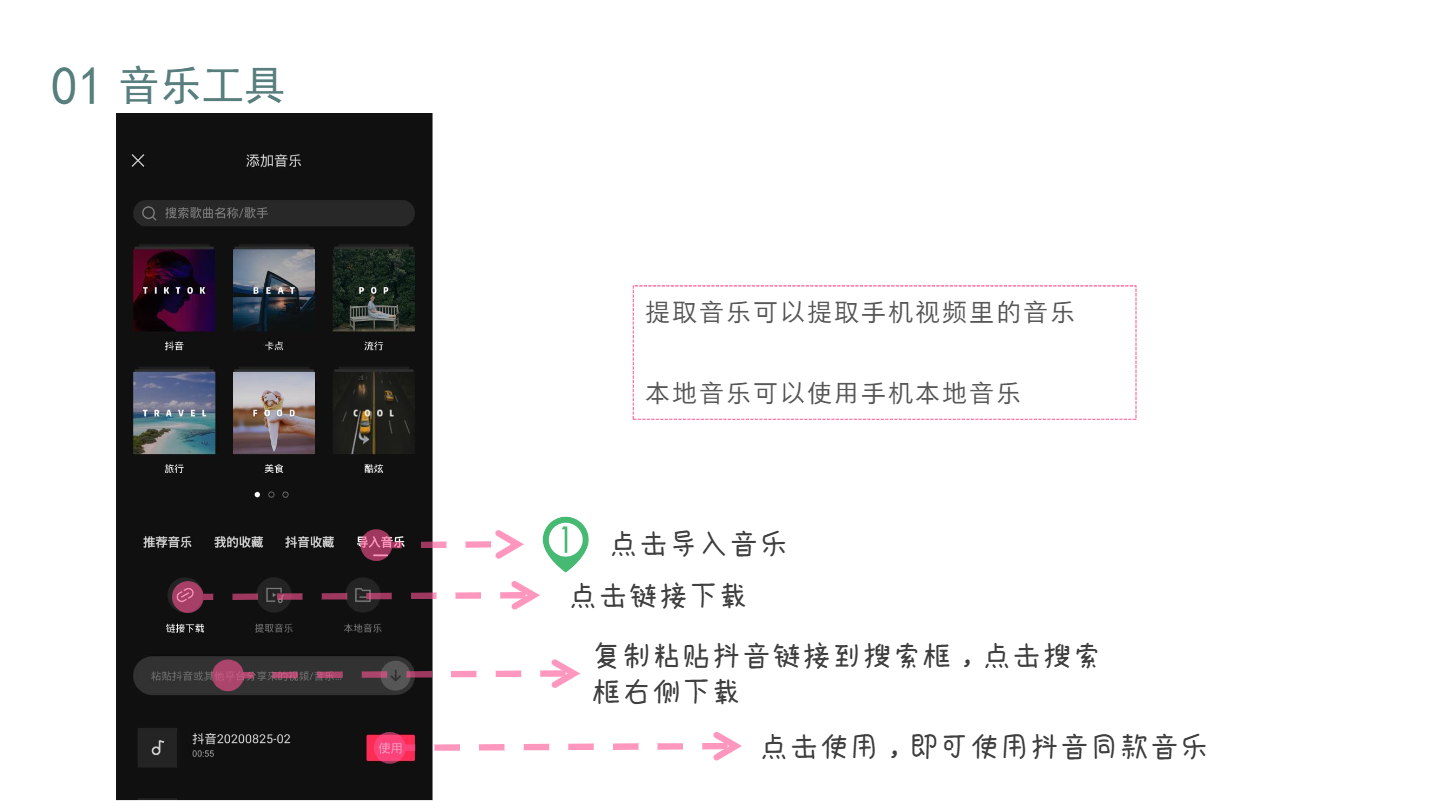 01 音乐工具
添加音乐
搜索歌曲名称/歌手
TIKTOK
BEAT
POP
抖音
卡点
流行
TRAVEL
FOOD
COOL
旅行
美食
酷炫
推荐音乐
我的收藏
抖音收藏
导入音乐
链接下载
提取音乐
本地音乐
粘贴抖音或其他平台分享来的视频/音乐...
抖音20200825-02
00:55
使用
提取音乐可以提取手机视频里的音乐
本地音乐可以使用手机本地音乐
1
点击导入音乐
点击链接下载
复制粘贴抖音链接到搜索框,点击搜索
框右侧下载
点击使用,即可使用抖音同款音乐